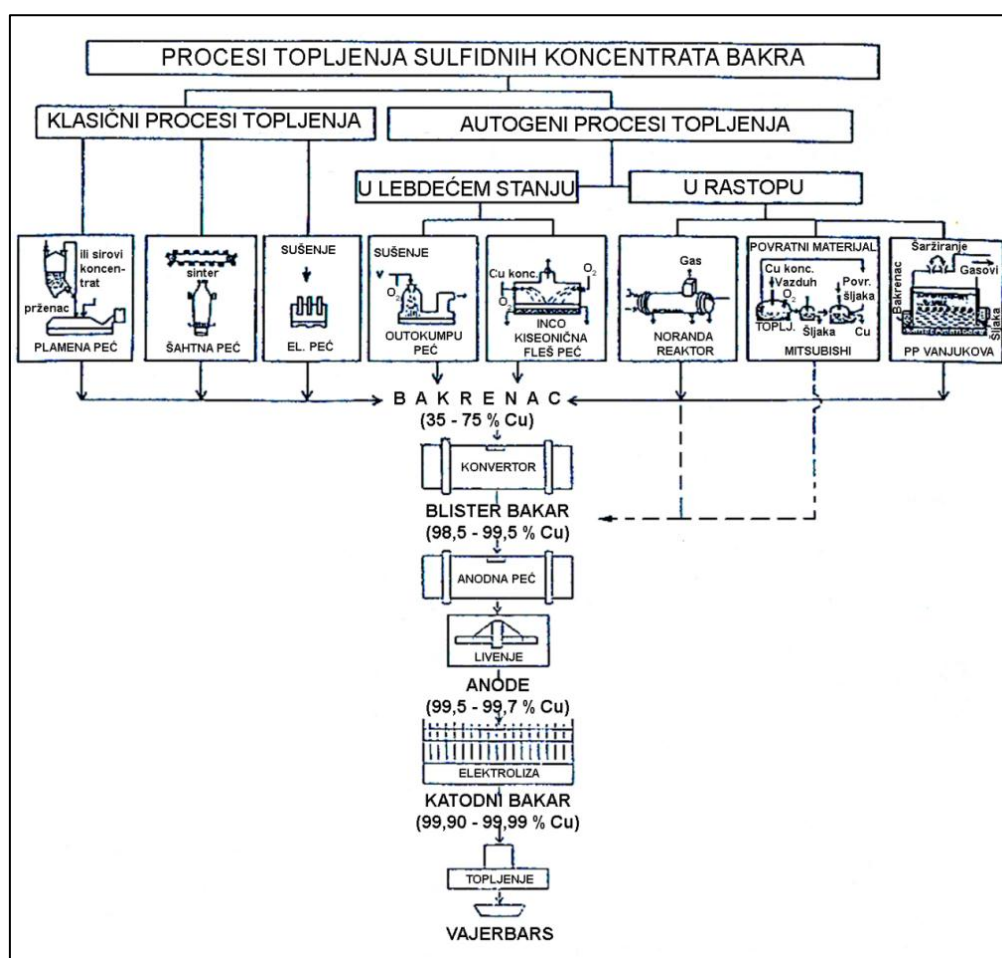 PROCESI TOPLJENJA SULFIDNIH KONCENTRATA BAKRA
KLASIČNI PROCESI TOPLJENJA
AUTOGENI PROCESI TOPLJENJA
U LEBDEĆEM STANJU
U RASTOPU
ili sirovi
koncen-
trat
prženac
PLAMENA PEĆ
sinter
ŠAHTNA PEĆ
SUŠENJE
EL. PEĆ
SUŠENJE
O2
OUTOKUMPU
PEĆ
Cu konc.
O2
O2
INCO
KISEONIČNA
FLEŠ PEĆ
Gas
NORANDA
REAKTOR
POVRATNI MATERIJAL
Cu konc.
Vazduh
O2
Povr.
šljaka
TOPLJ.
Šljaka
Cu
MITSUBISHI
Šaržiranje
Gasovi
Bakrenac
Šljaka
PP VANJUKOVA
B A K R E N A C
(35 - 75 % Cu)
KONVERTOR
BLISTER BAKAR
(98,5 - 99,5 % Cu)
ANODNA PEĆ
LIVENJE
ANODE
(99,5 - 99,7 % Cu)
ELEKTROLIZA
KATODNI BAKAR
(99,90 - 99,99 % Cu)
TOPLJENJE
VAJERBARS